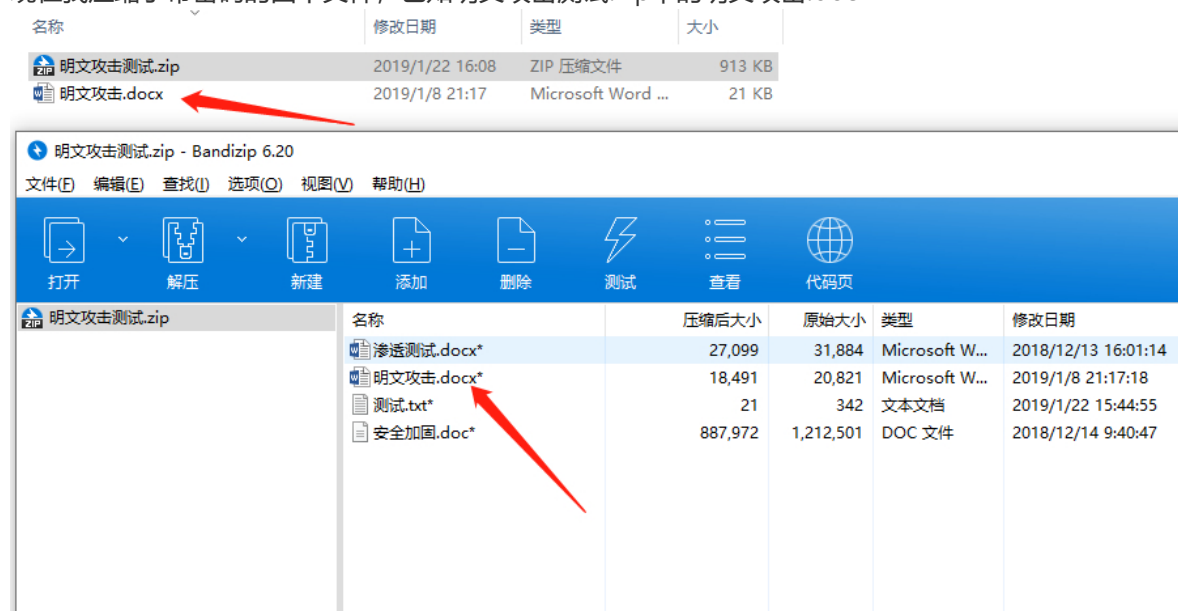 名称 修改日期 类型 大小
明文攻击测试.zip 2019/1/22 16:08 ZIP 压缩文件 913 KB
明文攻击.docx 2019/1/8 21:17 Microsoft Word ... 21 KB
明文攻击测试.zip - Bandizip 6.20
文件(F) 编辑(E) 查找(I) 选项(O) 视图(V) 帮助(H)
打开 解压 新建 添加 删除 测试 查看 代码页
明文攻击测试.zip
名称 压缩后大小 原始大小 类型 修改日期
渗透测试.docx* 27,099 31,884 Microsoft W... 2018/12/13 16:01:14
明文攻击.docx* 18,491 20,821 Microsoft W... 2019/1/8 21:17:18
测试.txt* 21 342 文本文档 2019/1/22 15:44:55
安全加固.doc* 887,972 1,212,501 DOC 文件 2018/12/14 9:40:47